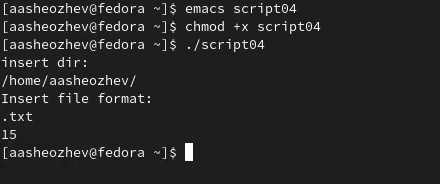 [aasheozhev@fedora ~]$ emacs script04
[aasheozhev@fedora ~]$ chmod +x script04
[aasheozhev@fedora ~]$ ./script04
insert dir:
/home/aasheozhev/
Insert file format:
.txt
15
[aasheozhev@fedora ~]$